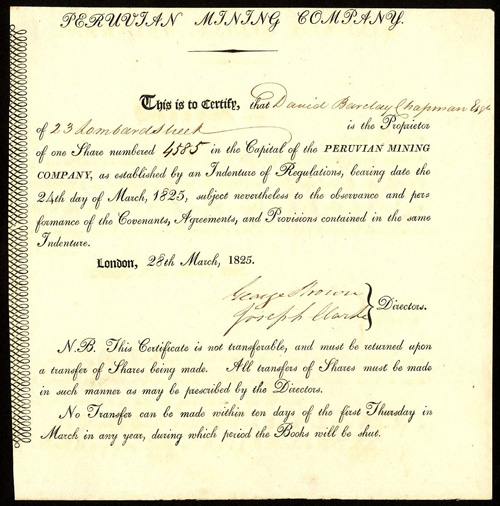 PERUVIAN MINING COMPANY.
This is to Certify, that David Barclay Chapman Esqr
of 23 Lombard street is the Proprietor
of one Share numbered 4585 in the Capital of the PERUVIAN MINING
COMPANY, as established by an Indenture of Regulations, bearing date the
24th day of March, 1825, subject nevertheless to the observance and per-
formance of the Covenants, Agreements, and Provisions contained in the same
Indenture.
London, 28th March, 1825.
George Brown
Joseph Clarke
Directors.
N.B. This Certificate is not transferable, and must be returned upon
a transfer of Shares being made. All transfers of Shares must be made
in such manner as may be prescribed by the Directors.
No Transfer can be made within ten days of the first Thursday in
March in any year, during which period the Books will be shut.